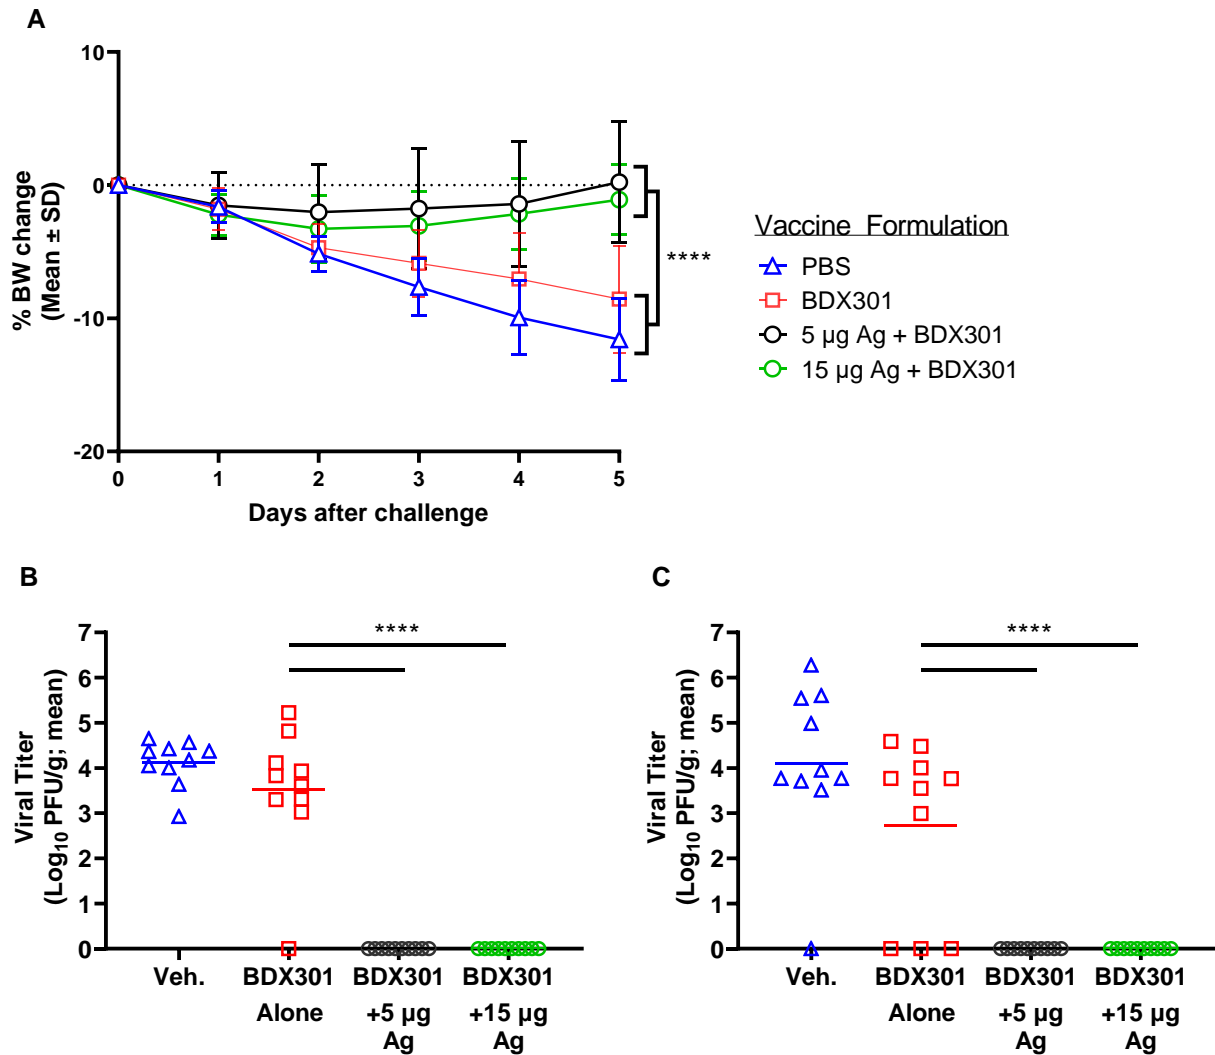 A
10
0
-10
-20
% BW change
(Mean ± SD)
0 1 2 3 4 5
Days after challenge
****
Vaccine Formulation
PBS
BDX301
5 µg Ag + BDX301
15 µg Ag + BDX301
B
7
6
5
4
3
2
1
0
Viral Titer
(Log10 PFU/g; mean)
****
Veh. BDX301 BDX301 BDX301
Alone +5 µg +15 µg
Ag Ag
C
7
6
5
4
3
2
1
0
Viral Titer
(Log10 PFU/g; mean)
****
Veh. BDX301 BDX301 BDX301
Alone +5 µg +15 µg
Ag Ag